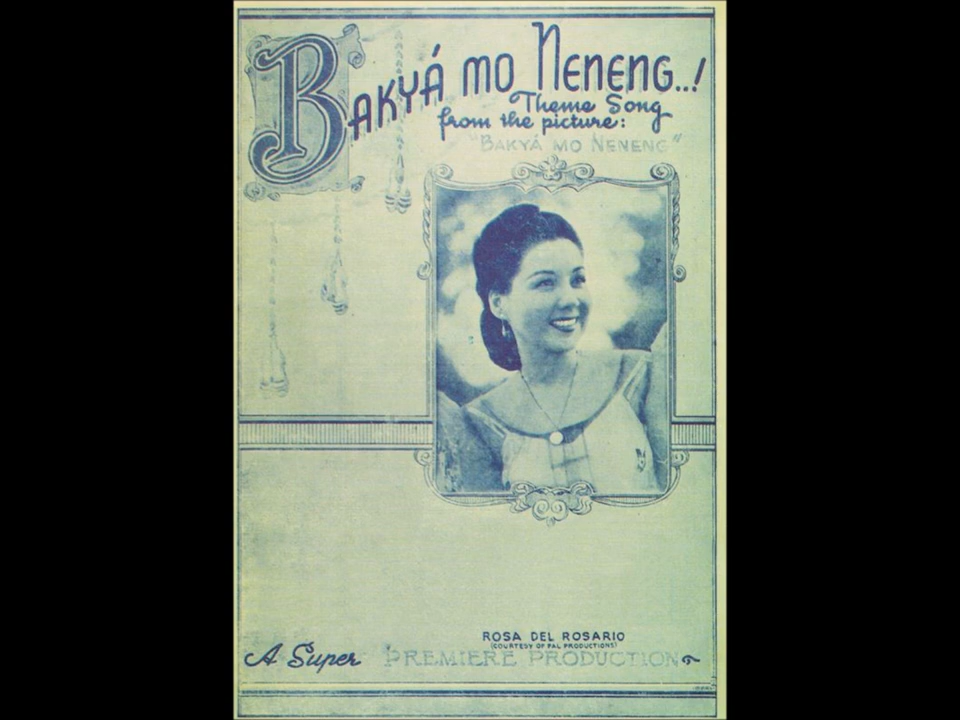 BAKYÁ MO NENENG..!
Theme Song
from the picture:
"BAKYÁ MO NENENG"
ROSA DEL ROSARIO
(COURTESY OF PAL PRODUCTIONS)
A Super PREMIERE PRODUCTION